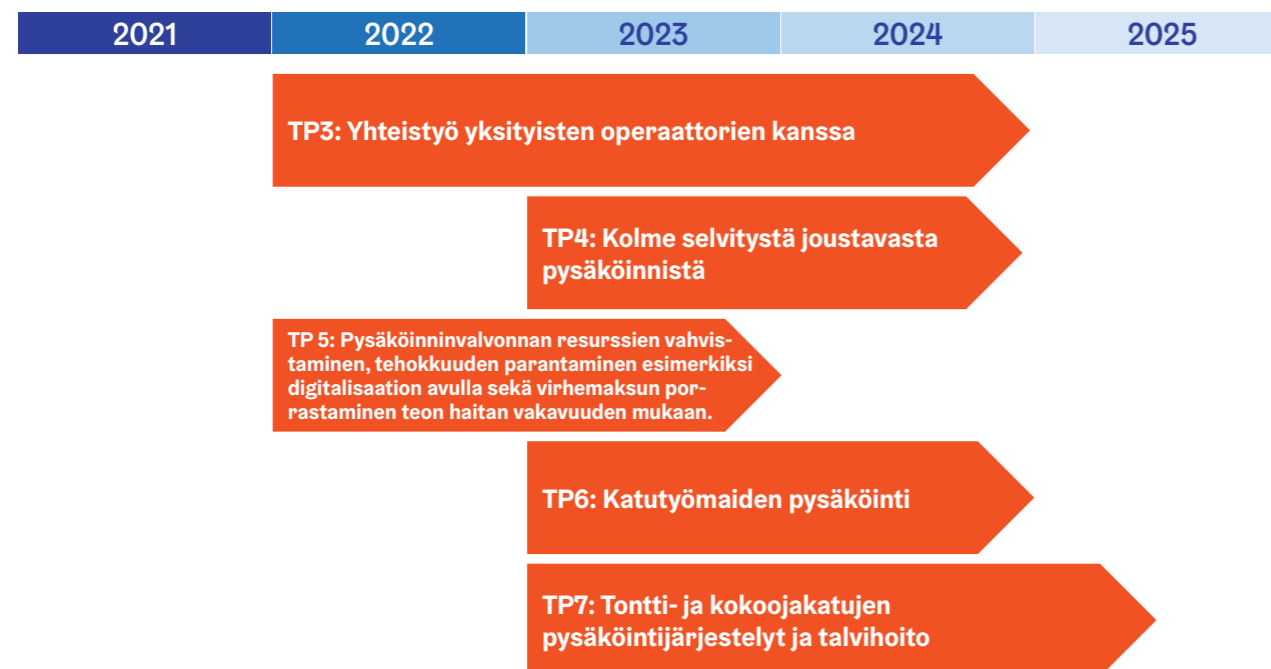 2021 2022 2023 2024 2025
TP3: Yhteistyö yksityisten operaattorien kanssa
TP4: Kolme selvitystä joustavasta
pysäköinnistä
TP 5: Pysäköinninvalvonnan resurssien vahvis-
taminen, tehokkuuden parantaminen esimerkiksi
digitalisaation avulla sekä virhemaksun por-
rastaminen teon haitan vakavuuden mukaan.
TP6: Katutyömaiden pysäköinti
TP7: Tontti- ja kokoojakatujen
pysäköintijärjestelyt ja talvihoito